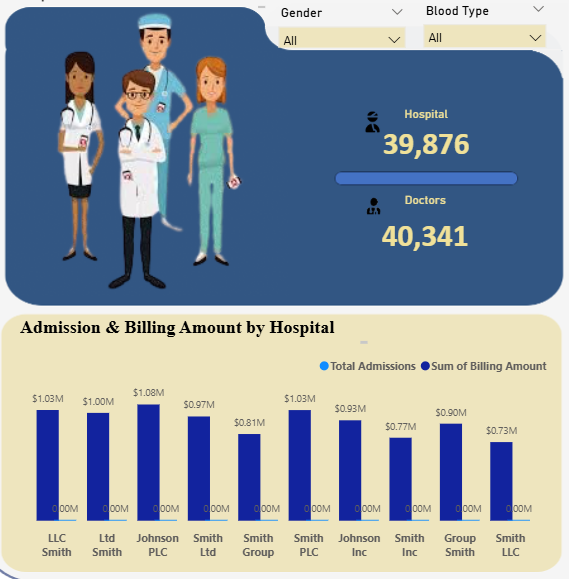 Gender
Blood Type
All
All
Hospital
39,876
Doctors
40,341
Admission & Billing Amount by Hospital
Total Admissions Sum of Billing Amount
$1.03M
$1.00M
$1.08M
$0.97M
$0.81M
$1.03M
$0.93M
$0.77M
$0.90M
$0.73M
0.00M 0.00M 0.00M 0.00M 0.00M 0.00M 0.00M 0.00M 0.00M 0.00M
LLC Ltd Johnson Smith Smith Smith Johnson Smith Group Smith
Smith Smith PLC Ltd Group PLC Inc Inc Smith LLC